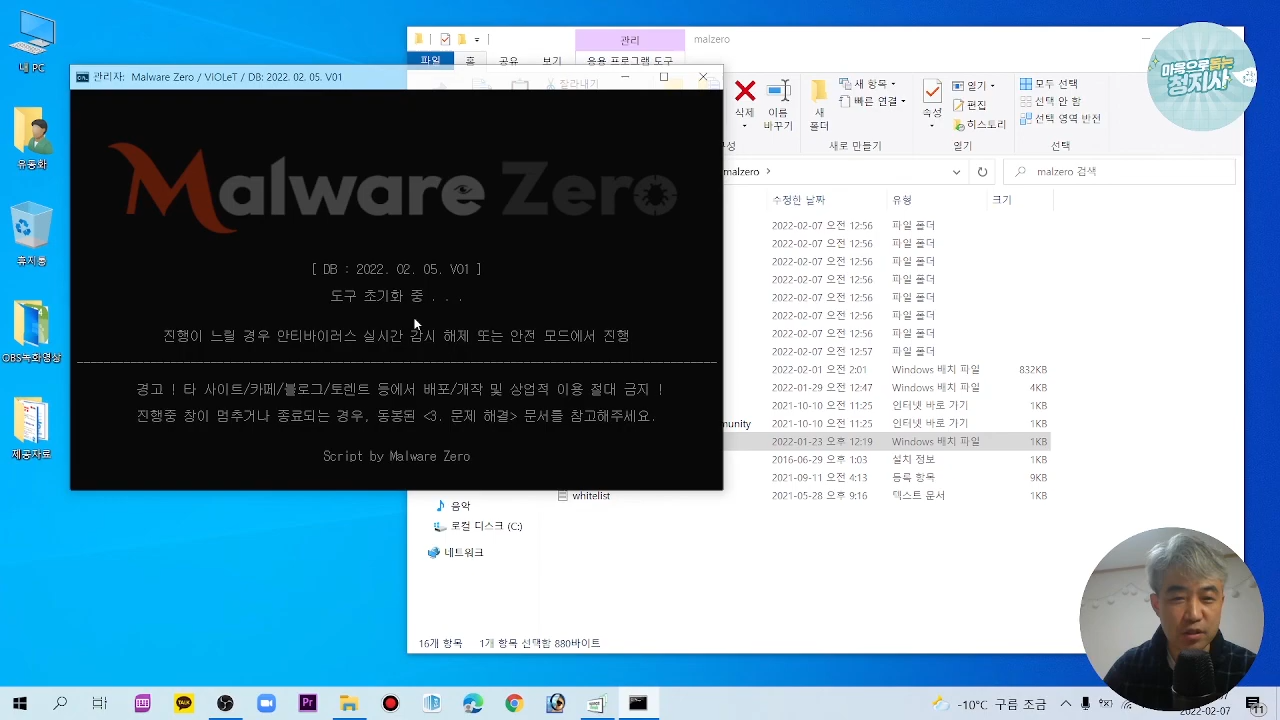 내 PC
유동화
휴지통
OBS녹화영상
제출자료
관리
malzero
파일
홈
공유
보기
응용 프로그램 도구
관리자: Malware Zero / VIOLeT / DB: 2022. 02. 05. V01
잘라내기
삭제
이름 바꾸기
새 폴더
새 항목
빠른 연결
새로 만들기
속성
열기
편집
히스토리
열기
모두 선택
선택 안 함
선택 영역 반전
선택
마음으로 돕는
정지사
malzero
malzero 검색
수정한 날짜 유형 크기
2022-02-07 오전 12:56 파일 폴더
2022-02-07 오전 12:56 파일 폴더
2022-02-07 오전 12:56 파일 폴더
2022-02-07 오전 12:56 파일 폴더
2022-02-07 오전 12:56 파일 폴더
2022-02-07 오전 12:56 파일 폴더
2022-02-07 오전 12:56 파일 폴더
2022-02-07 오전 12:57 파일 폴더
2022-02-01 오전 2:01 Windows 배치 파일 832KB
2022-01-29 오전 12:47 Windows 배치 파일 4KB
2021-10-10 오전 11:25 인터넷 바로 가기 1KB
munity 2021-10-10 오전 11:25 인터넷 바로 가기 1KB
2022-01-23 오후 12:19 Windows 배치 파일 1KB
2016-06-29 오후 1:03 설치 정보 1KB
2021-09-11 오후 4:13 등록 항목 9KB
whitelist 2021-05-28 오후 9:16 텍스트 문서 1KB
Malware Zero
[ DB : 2022. 02. 05. V01 ]
도구 초기화 중 . . .
진행이 느릴 경우 안티바이러스 실시간 감시 해제 또는 안전 모드에서 진행
경고 ! 타 사이트/카페/블로그/토렌트 등에서 배포/개작 및 상업적 이용 절대 금지 !
진행중 창이 멈추거나 종료되는 경우, 동봉된 <3. 문제 해결> 문서를 참고해주세요.
Script by Malware Zero
음악
로컬 디스크 (C:)
네트워크
16개 항목 1개 항목 선택함 880바이트
TALK
Pr
-10°C 구름 조금
2022-02-07
11